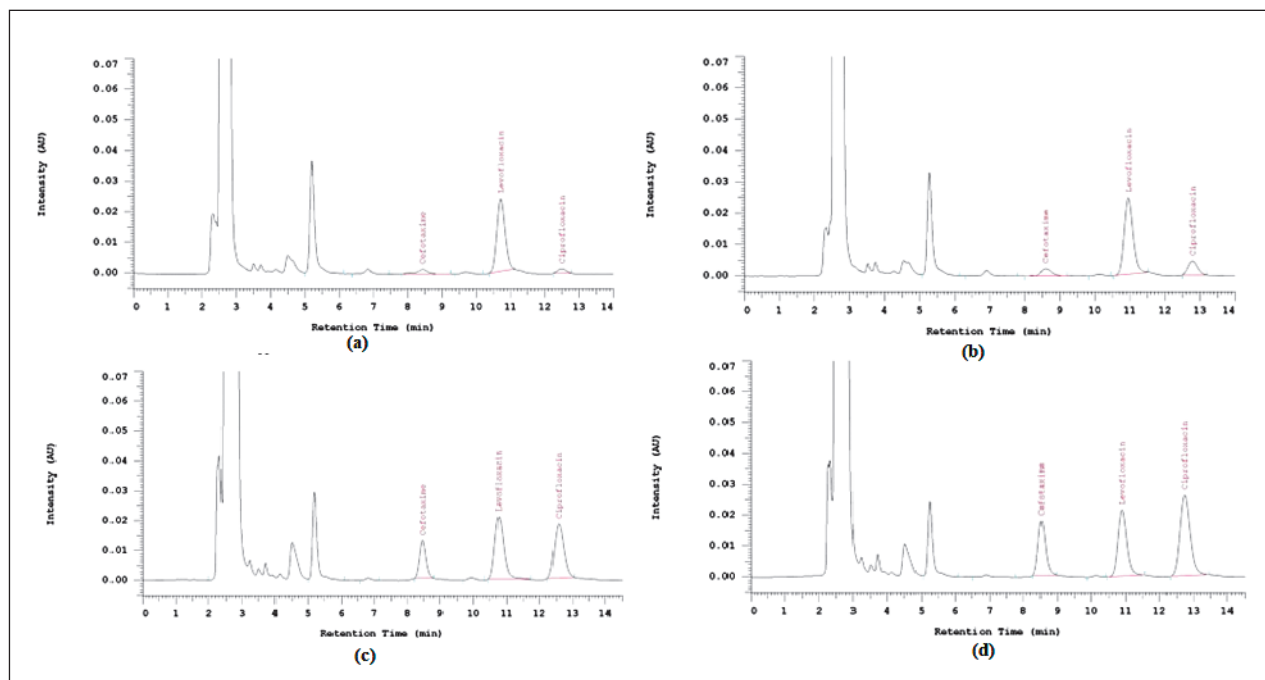 0.07
0.06
0.05
0.04
0.03
0.02
0.01
0.00
Intensity (AU)
Cefotaxime
Levofloxacin
Ciprofloxacin
0 1 2 3 4 5 6 7 8 9 10 11 12 13 14
Retention Time (min)
(a)
0.07
0.06
0.05
0.04
0.03
0.02
0.01
0.00
Intensity (AU)
Cefotaxime
Levofloxacin
Ciprofloxacin
0 1 2 3 4 5 6 7 8 9 10 11 12 13 14
Retention Time (min)
(b)
0.07
0.06
0.05
0.04
0.03
0.02
0.01
0.00
Intensity (AU)
Cefotaxime
Levofloxacin
Ciprofloxacin
0 1 2 3 4 5 6 7 8 9 10 11 12 13 14
Retention Time (min)
(c)
0.07
0.06
0.05
0.04
0.03
0.02
0.01
0.00
Intensity (AU)
Cefotaxime
Levofloxacin
Ciprofloxacin
0 1 2 3 4 5 6 7 8 9 10 11 12 13 14
Retention Time (min)
(d)